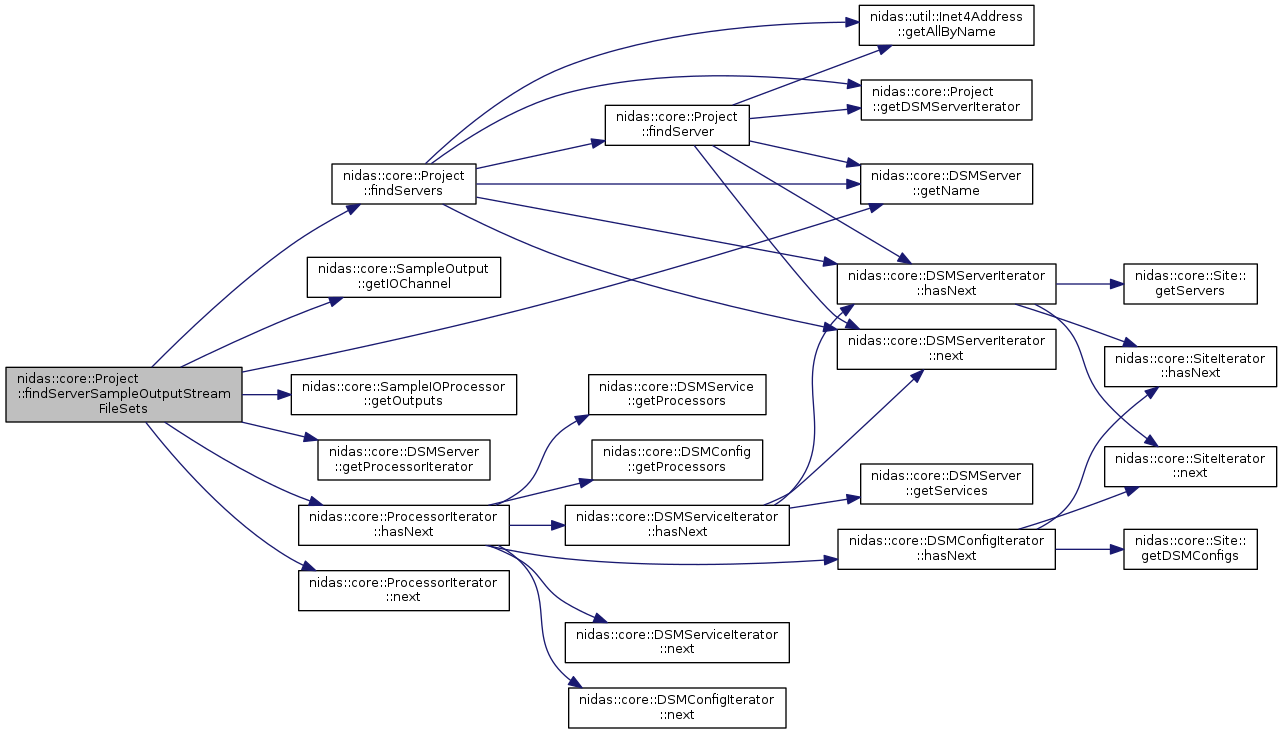 nidas::core::Project
::findServerSampleOutputStream
FileSets
nidas::core::Project
::findServers
nidas::core::SampleOutput
::getIOChannel
nidas::core::SampleIOProcessor
::getOutputs
nidas::core::DSMServer
::getProcessorIterator
nidas::core::ProcessorIterator
::hasNext
nidas::core::ProcessorIterator
::next
nidas::core::Project
::findServer
nidas::core::DSMService
::getProcessors
nidas::core::DSMConfig
::getProcessors
nidas::core::DSMServiceIterator
::hasNext
nidas::core::DSMServiceIterator
::next
nidas::core::DSMConfigIterator
::next
nidas::util::Inet4Address
::getAllByName
nidas::core::Project
::getDSMServerIterator
nidas::core::DSMServer
::getName
nidas::core::DSMServerIterator
::hasNext
nidas::core::DSMServerIterator
::next
nidas::core::DSMServer
::getServices
nidas::core::DSMConfigIterator
::hasNext
nidas::core::Site::
getServers
nidas::core::SiteIterator
::hasNext
nidas::core::SiteIterator
::next
nidas::core::Site::
getDSMConfigs